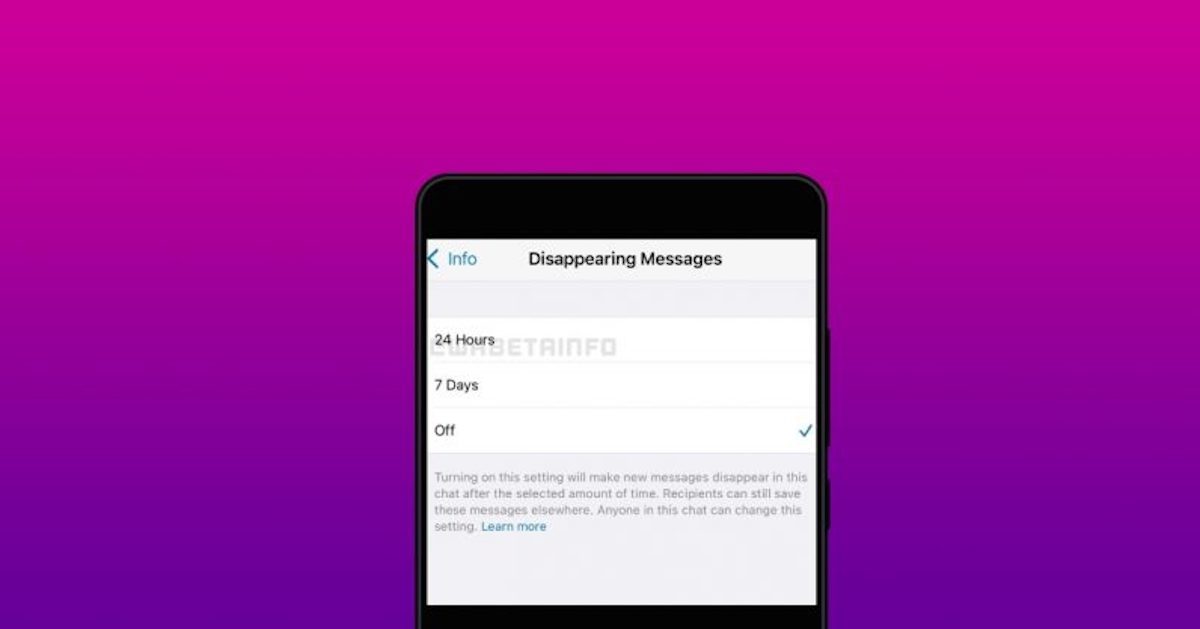 Info
Disappearing Messages
24 Hours
7 Days
Off
Turning on this setting will make new messages disappear in this
chat after the selected amount of time. Recipients can still save
these messages elsewhere. Anyone in this chat can change this
setting. Learn more